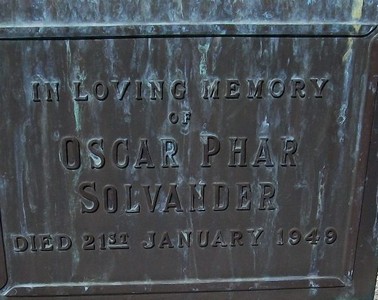 IN LOVING MEMORY
OF
OSCAR PHAR
SOLVANDER
DIED 21ST JANUARY 1949